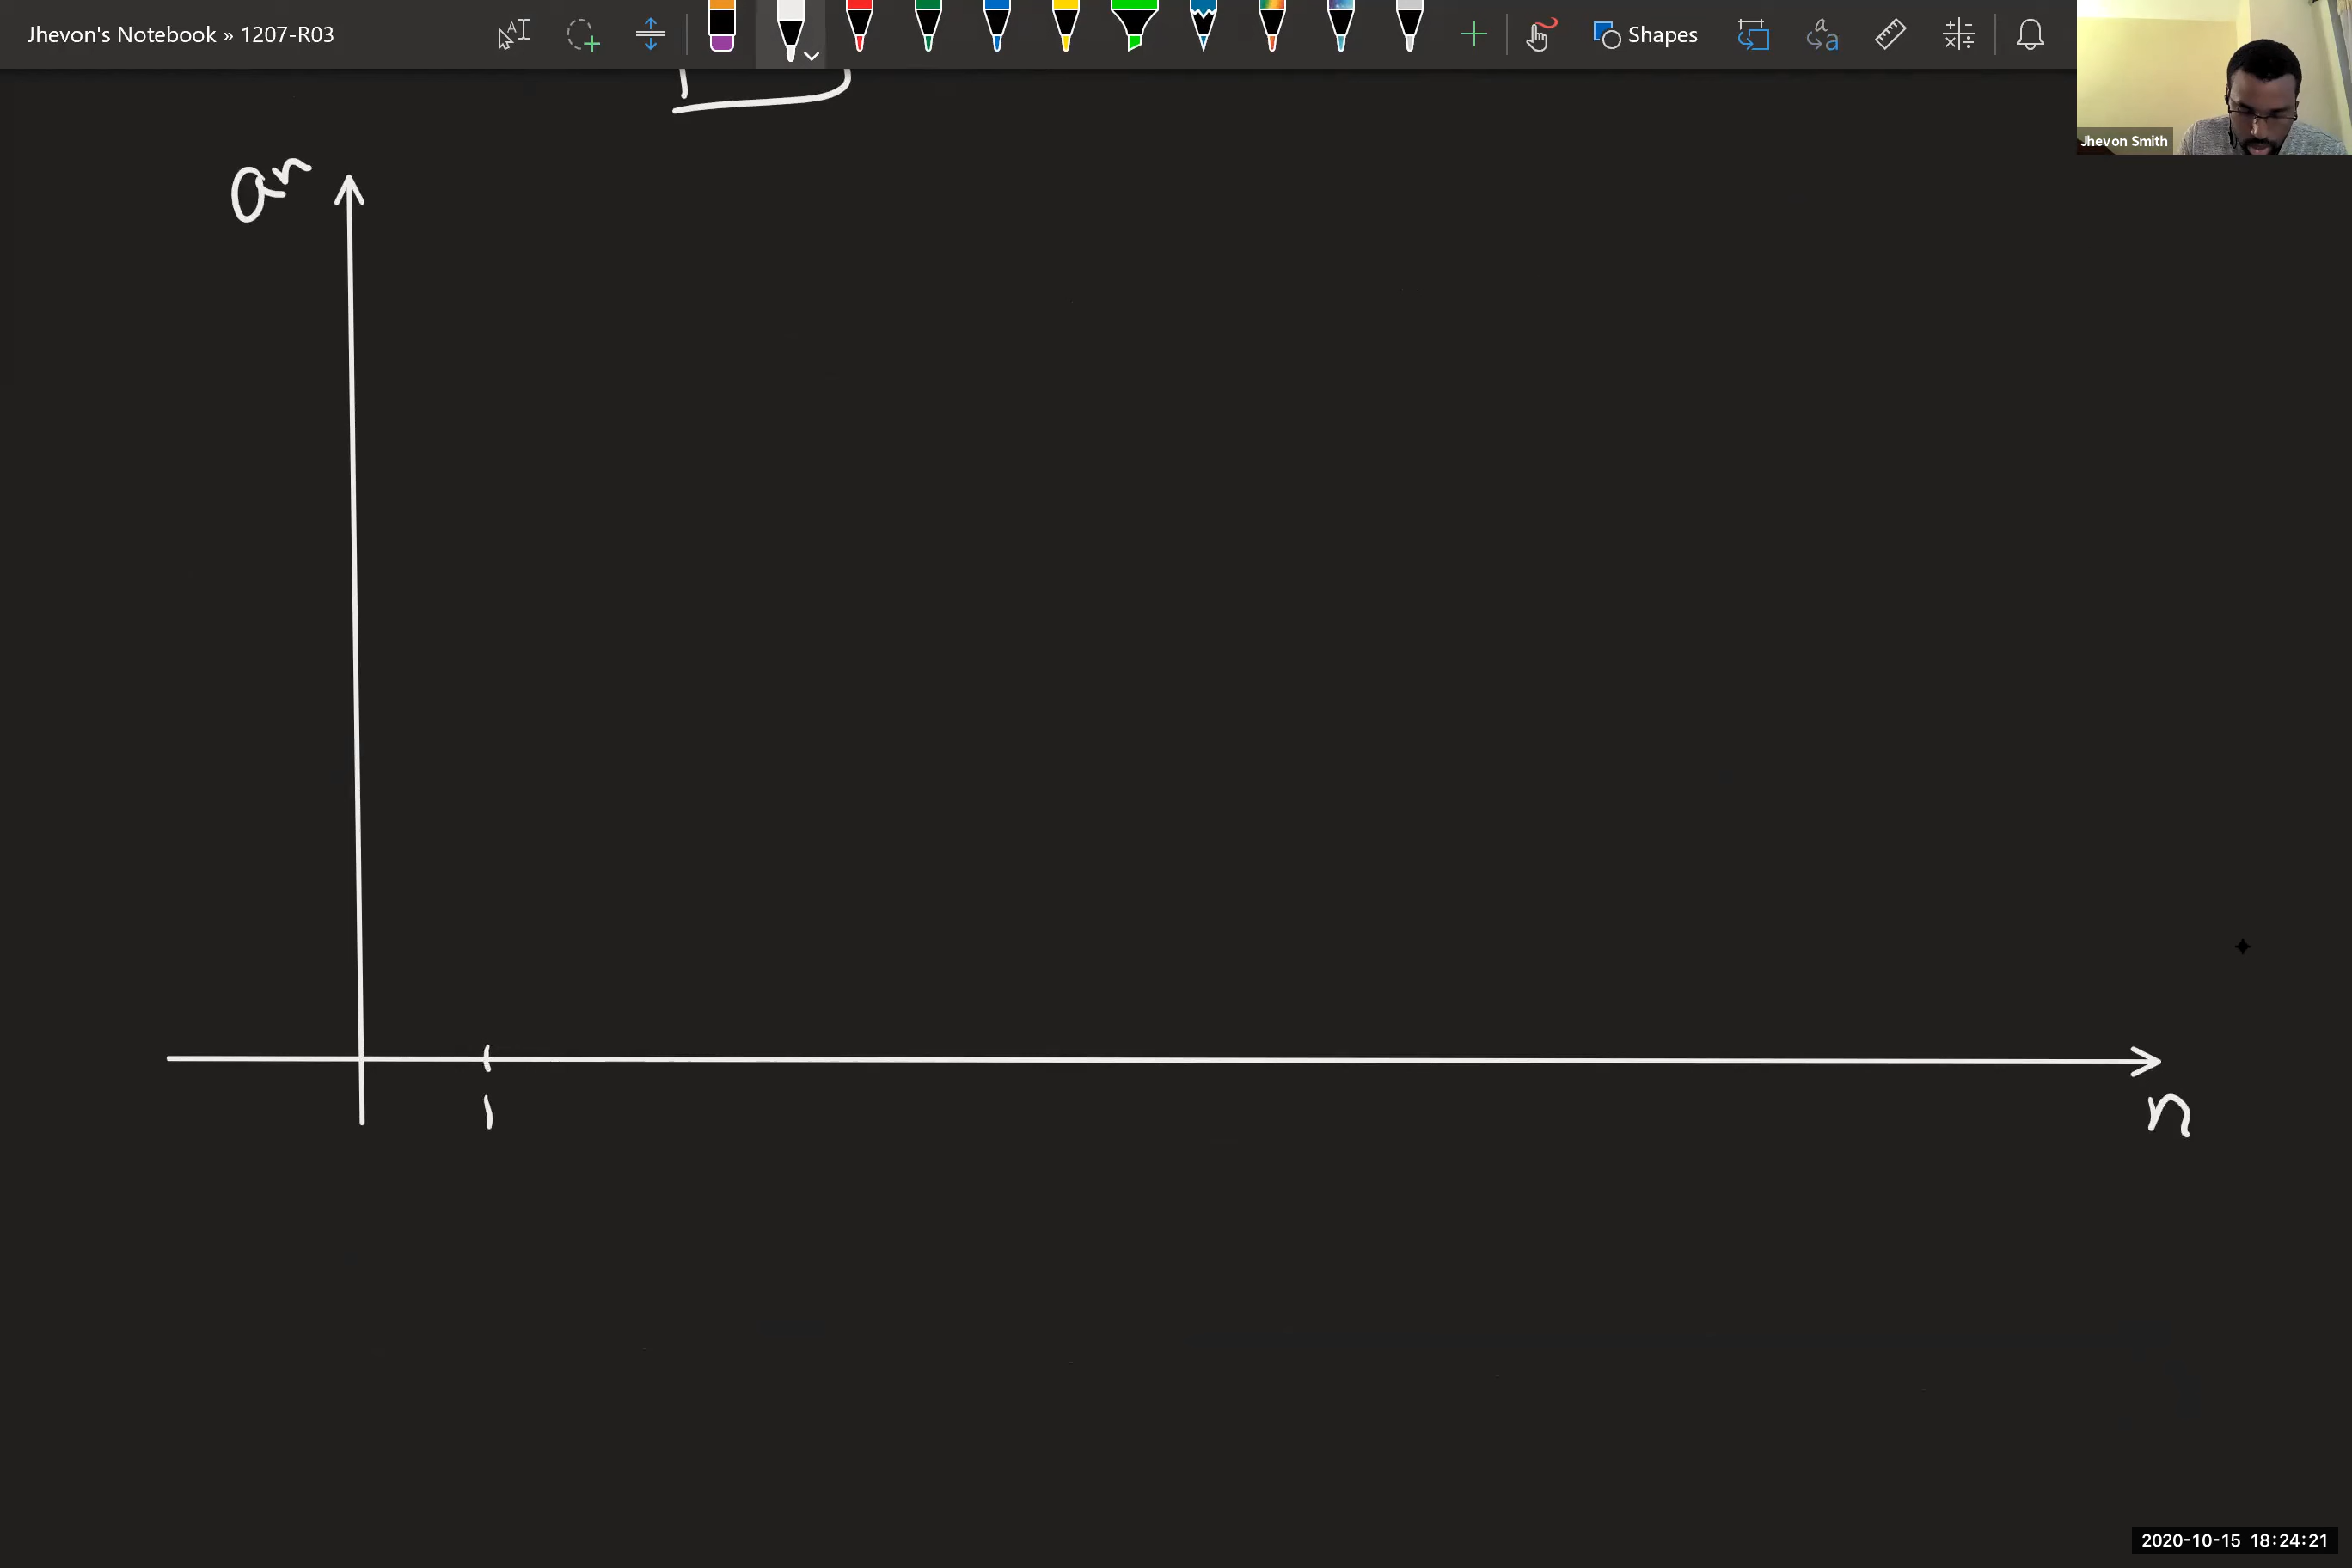 Jhevon's Notebook » 1207-R03
Shapes
Jhevon Smith
an
1
n
2020-10-15 18:24:21